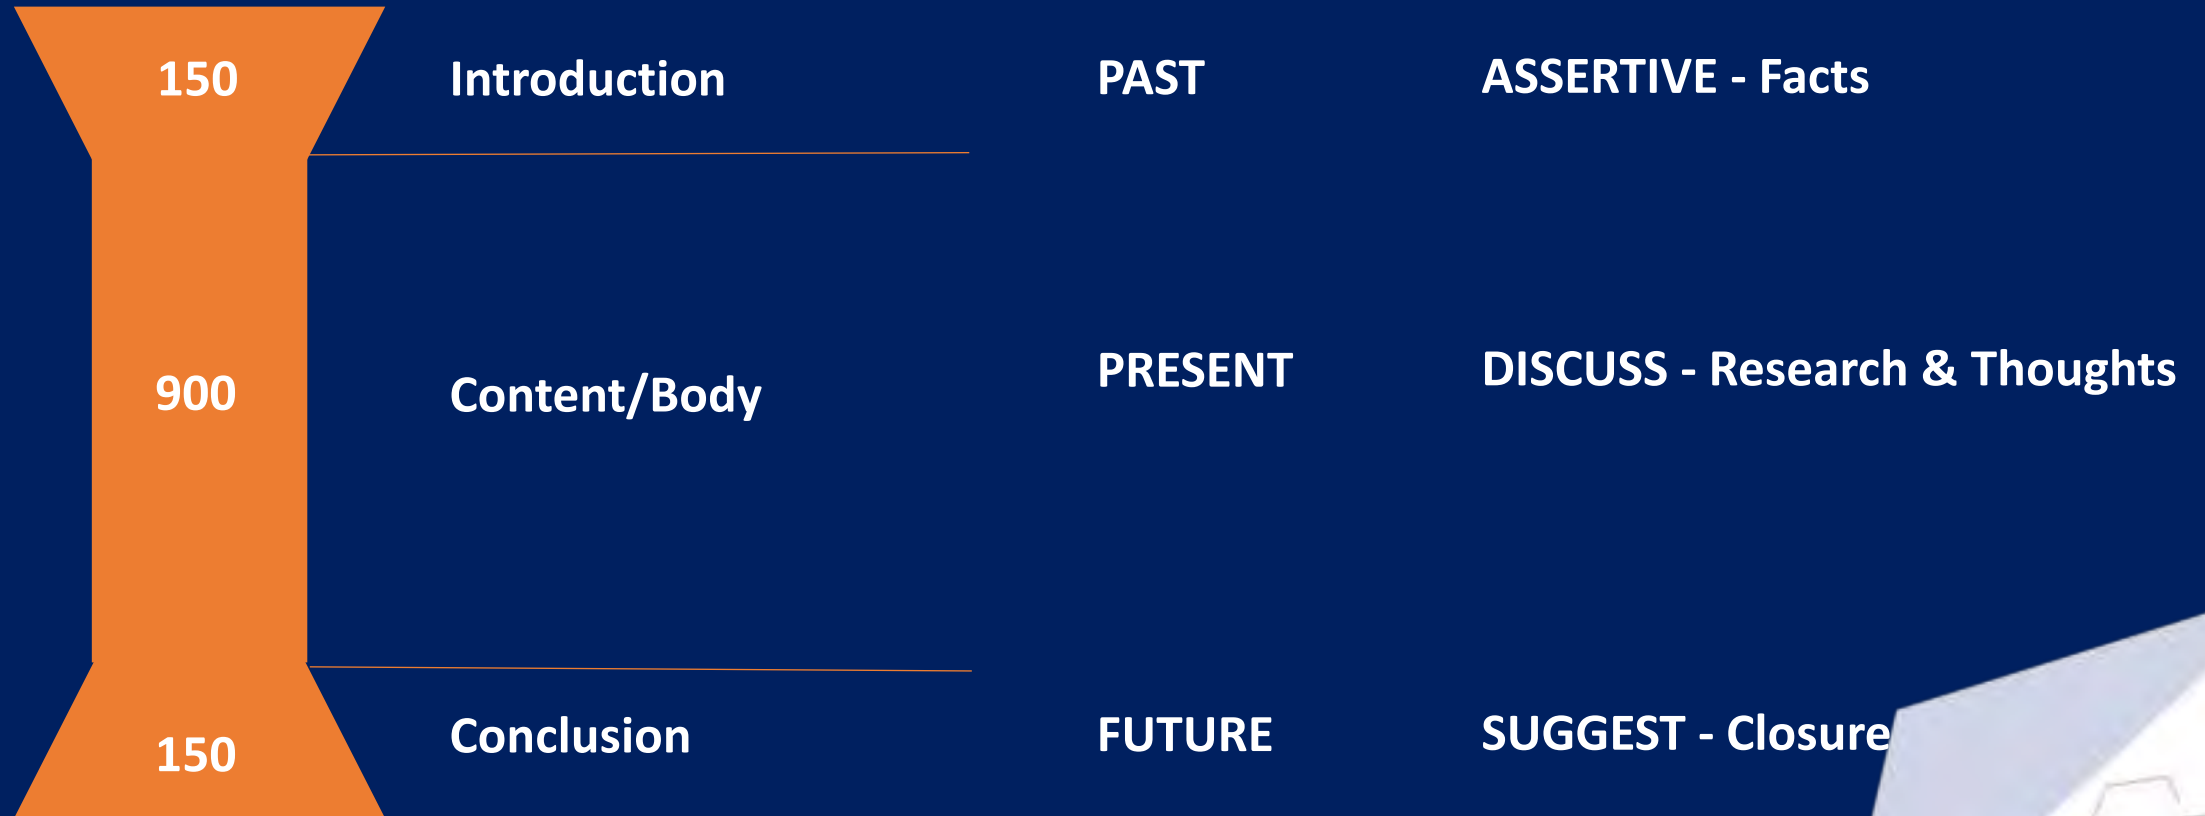 150 Introduction PAST ASSERTIVE - Facts
900 Content/Body PRESENT DISCUSS - Research & Thoughts
150 Conclusion FUTURE SUGGEST - Closure